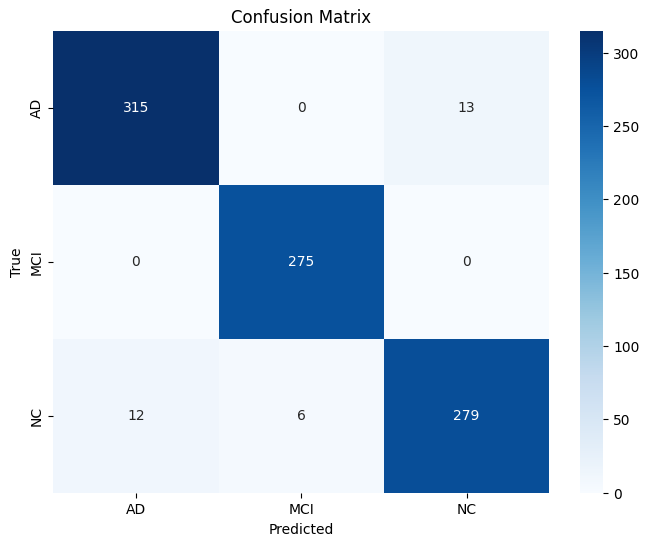 Confusion Matrix
True
AD
315 0 13
MCI
0 275 0
NC
12 6 279
AD MCI NC
Predicted
300
250
200
150
100
50
0